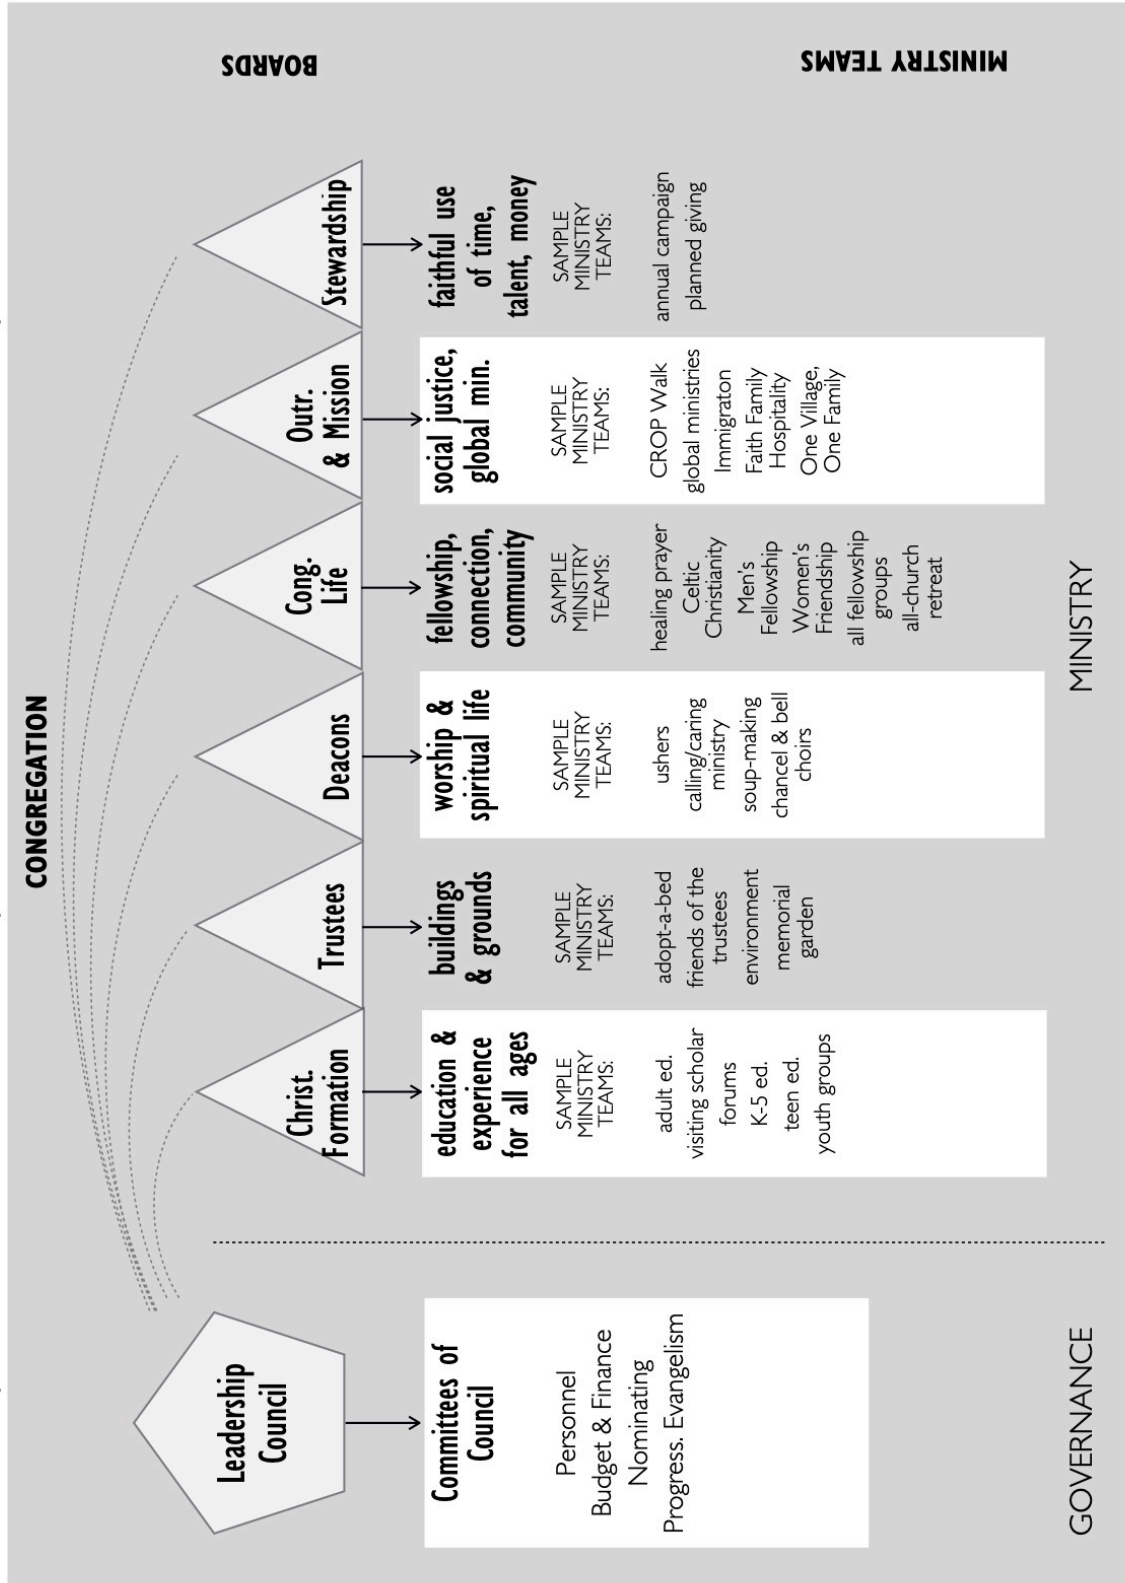 CONGREGATION
BOARDS
MINISTRY TEAMS
Leadership
Council
Committees of
Council
Personnel
Budget & Finance
Nominating
Progress. Evangelism
GOVERNANCE
Christ.
Formation
education &
experience
for all ages
SAMPLE
MINISTRY
TEAMS:
adult ed.
visiting scholar
forums
K-5 ed.
teen ed.
youth groups
Trustees
buildings
& grounds
SAMPLE
MINISTRY
TEAMS:
adopt-a-bed
friends of the
trustees
environment
memorial
garden
Deacons
worship &
spiritual life
SAMPLE
MINISTRY
TEAMS:
ushers
calling/caring
ministry
soup-making
chancel & bell
choirs
Cong.
Life
fellowship,
connection,
community
SAMPLE
MINISTRY
TEAMS:
healing prayer
Celtic
Christianity
Men's
Fellowship
Women's
Friendship
all fellowship
groups
all-church
retreat
Outr.
& Mission
social justice,
global min.
SAMPLE
MINISTRY
TEAMS:
CROP Walk
global ministries
Immigraton
Faith Family
Hospitality
One Village,
One Family
Stewardship
faithful use
of time,
talent, money
SAMPLE
MINISTRY
TEAMS:
annual campaign
planned giving
MINISTRY